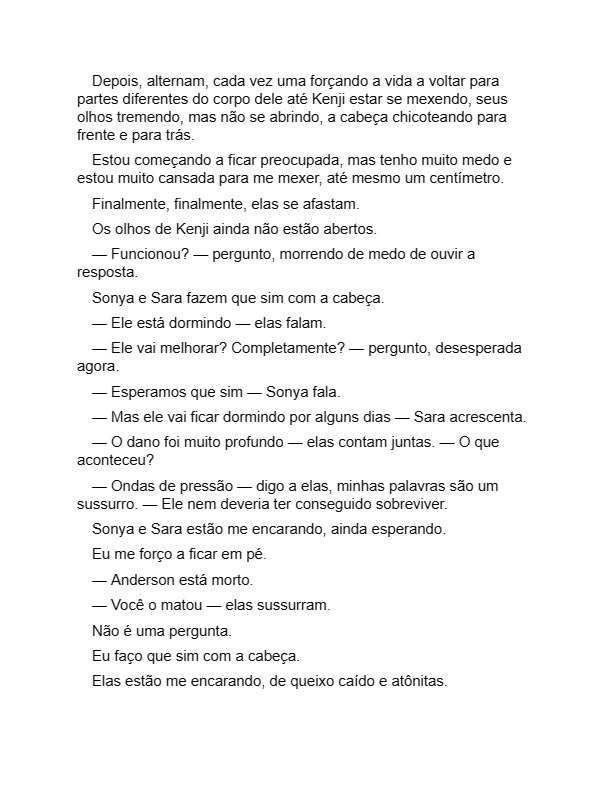 Depois, alternam, cada vez uma forçando a vida a voltar para
partes diferentes do corpo dele até Kenji estar se mexendo, seus
olhos tremendo, mas não se abrindo, a cabeça chicoteando para
frente e para trás.
Estou começando a ficar preocupada, mas tenho muito medo e
estou muito cansada para me mexer, até mesmo um centímetro.
Finalmente, finalmente, elas se afastam.
Os olhos de Kenji ainda não estão abertos.
— Funcionou? — pergunto, morrendo de medo de ouvir a
resposta.
Sonya e Sara fazem que sim com a cabeça.
— Ele está dormindo — elas falam.
— Ele vai melhorar? Completamente? — pergunto, desesperada
agora.
— Esperamos que sim — Sonya fala.
— Mas ele vai ficar dormindo por alguns dias — Sara acrescenta.
— O dano foi muito profundo — elas contam juntas. — O que
aconteceu?
— Ondas de pressão — digo a elas, minhas palavras são um
sussurro. — Ele nem deveria ter conseguido sobreviver.
Sonya e Sara estão me encarando, ainda esperando.
Eu me forço a ficar em pé.
— Anderson está morto.
— Você o matou — elas sussurram.
Não é uma pergunta.
Eu faço que sim com a cabeça.
Elas estão me encarando, de queixo caído e atônitas.